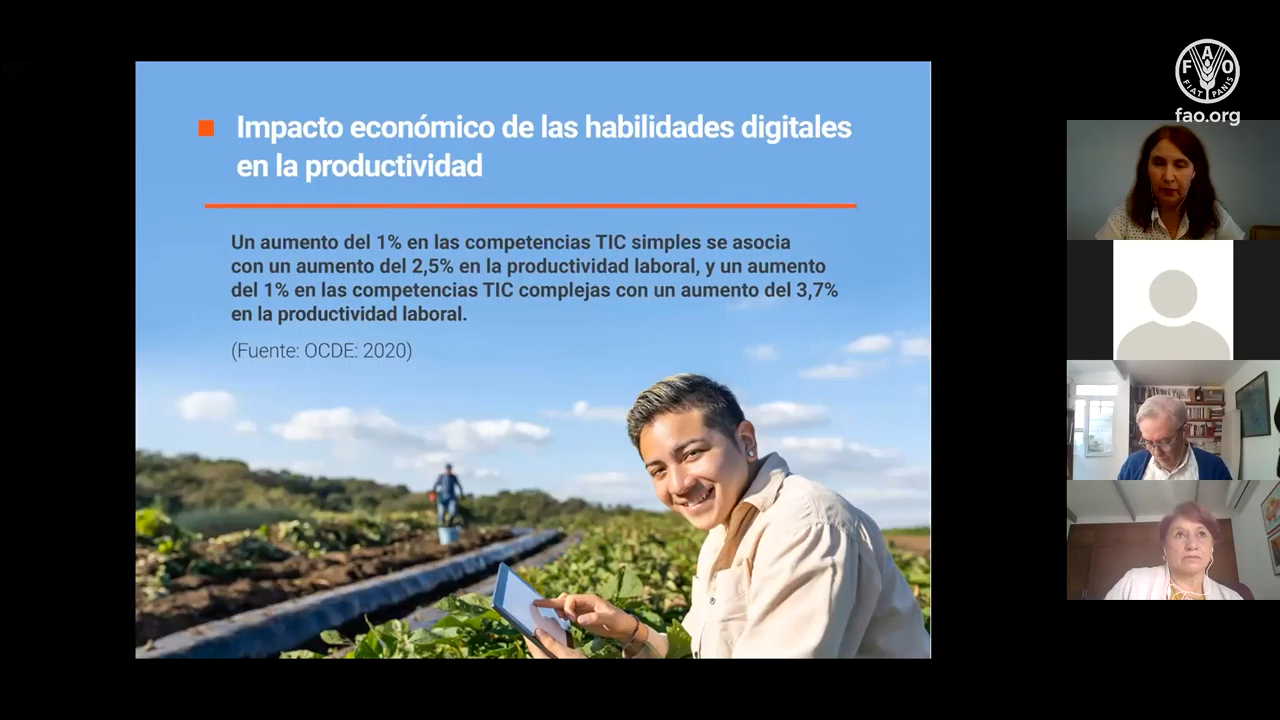 Impacto económico de las habilidades digitales
en la productividad
Un aumento del 1% en las competencias TIC simples se asocia
con un aumento del 2,5% en la productividad laboral, y un aumento
del 1% en las competencias TIC complejas con un aumento del 3,7%
en la productividad laboral.
(Fuente: OCDE: 2020)
F A O
FIAT PANIS
fao.org